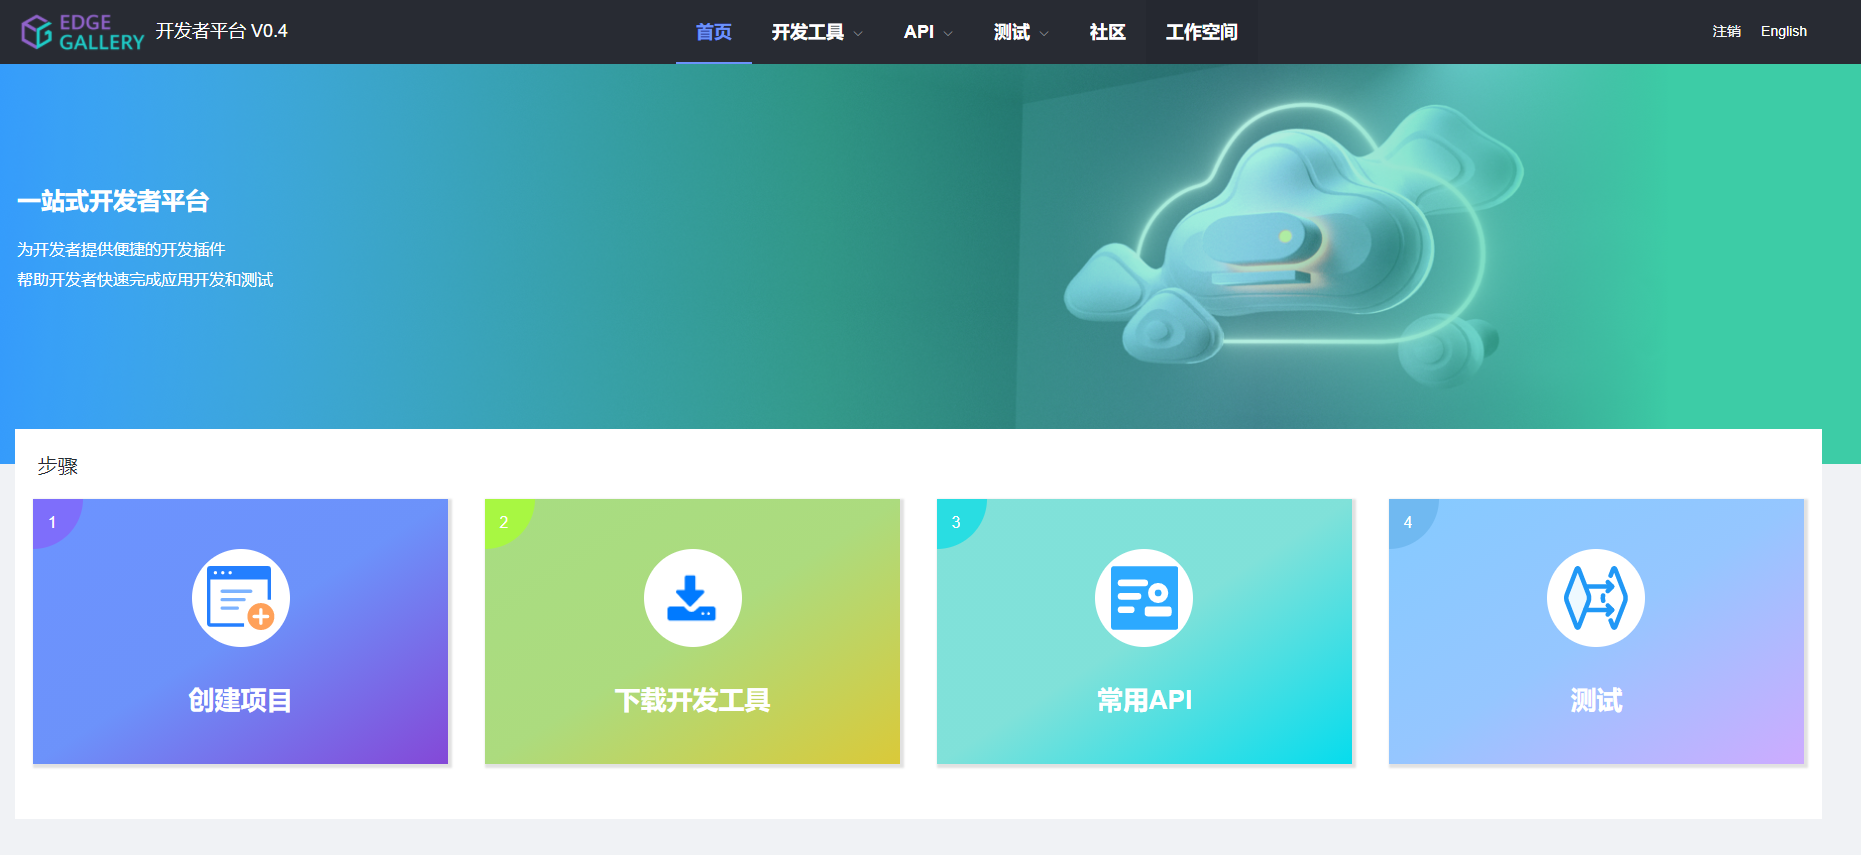 EDGE
GALLERY
开发者平台 V0.4
首页
开发工具
API
测试
社区
工作空间
注销
English
一站式开发者平台
为开发者提供便捷的开发插件
帮助开发者快速完成应用开发和测试
步骤
1
创建项目
2
下载开发工具
3
常用API
4
测试